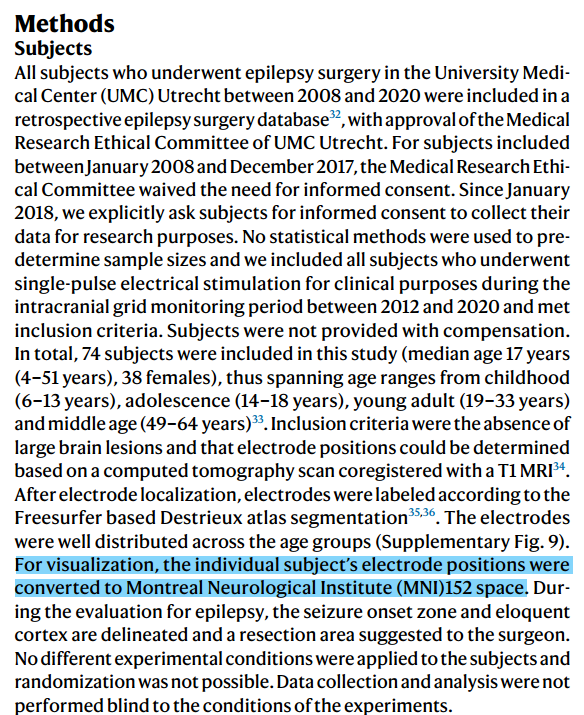 Methods
Subjects
All subjects who underwent epilepsy surgery in the University Medi-
cal Center (UMC) Utrecht between 2008 and 2020 were included in a
retrospective epilepsy surgery database32, with approval of the Medical
Research Ethical Committee of UMC Utrecht. For subjects included
between January 2008 and December 2017, the Medical Research Ethi-
cal Committee waived the need for informed consent. Since January
2018, we explicitly ask subjects for informed consent to collect their
data for research purposes. No statistical methods were used to pre-
determine sample sizes and we included all subjects who underwent
single-pulse electrical stimulation for clinical purposes during the
intracranial grid monitoring period between 2012 and 2020 and met
inclusion criteria. Subjects were not provided with compensation.
In total, 74 subjects were included in this study (median age 17 years
(4–51 years), 38 females), thus spanning age ranges from childhood
(6–13 years), adolescence (14–18 years), young adult (19–33 years)
and middle age (49–64 years)33. Inclusion criteria were the absence of
large brain lesions and that electrode positions could be determined
based on a computed tomography scan coregistered with a T1 MRI34.
After electrode localization, electrodes were labeled according to the
Freesurfer based Destrieux atlas segmentation35,36. The electrodes
were well distributed across the age groups (Supplementary Fig. 9).
For visualization, the individual subject's electrode positions were
converted to Montreal Neurological Institute (MNI)152 space. Dur-
ing the evaluation for epilepsy, the seizure onset zone and eloquent
cortex are delineated and a resection area suggested to the surgeon.
No different experimental conditions were applied to the subjects and
randomization was not possible. Data collection and analysis were not
performed blind to the conditions of the experiments.